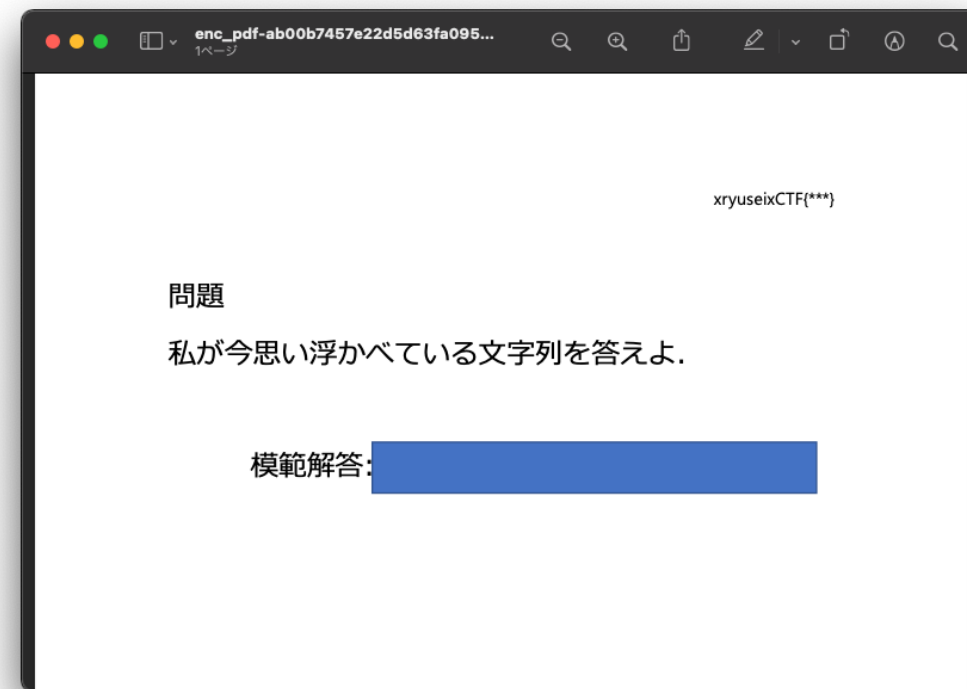 enc_pdf-ab00b7457e22d5d63fa095...
1ページ
xryuseixCTF{***}
問題
私が今思い浮かべている文字列を答えよ.
模範解答: